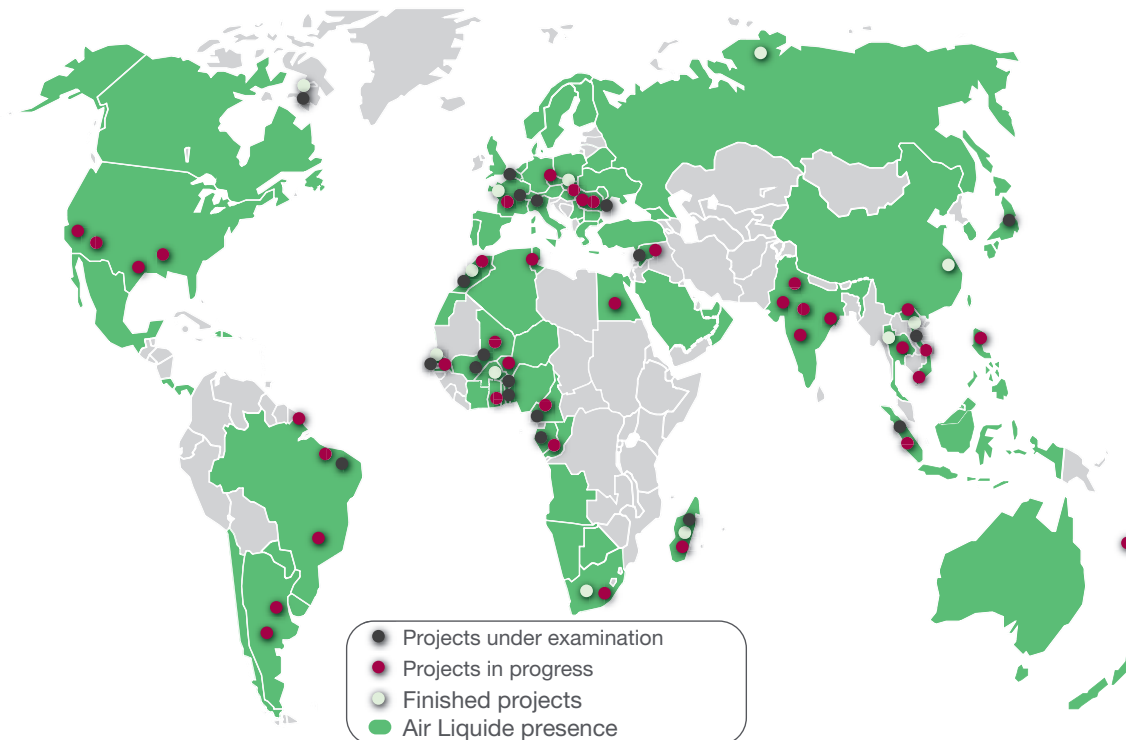 Projects under examination
Projects in progress
Finished projects
Air Liquide presence